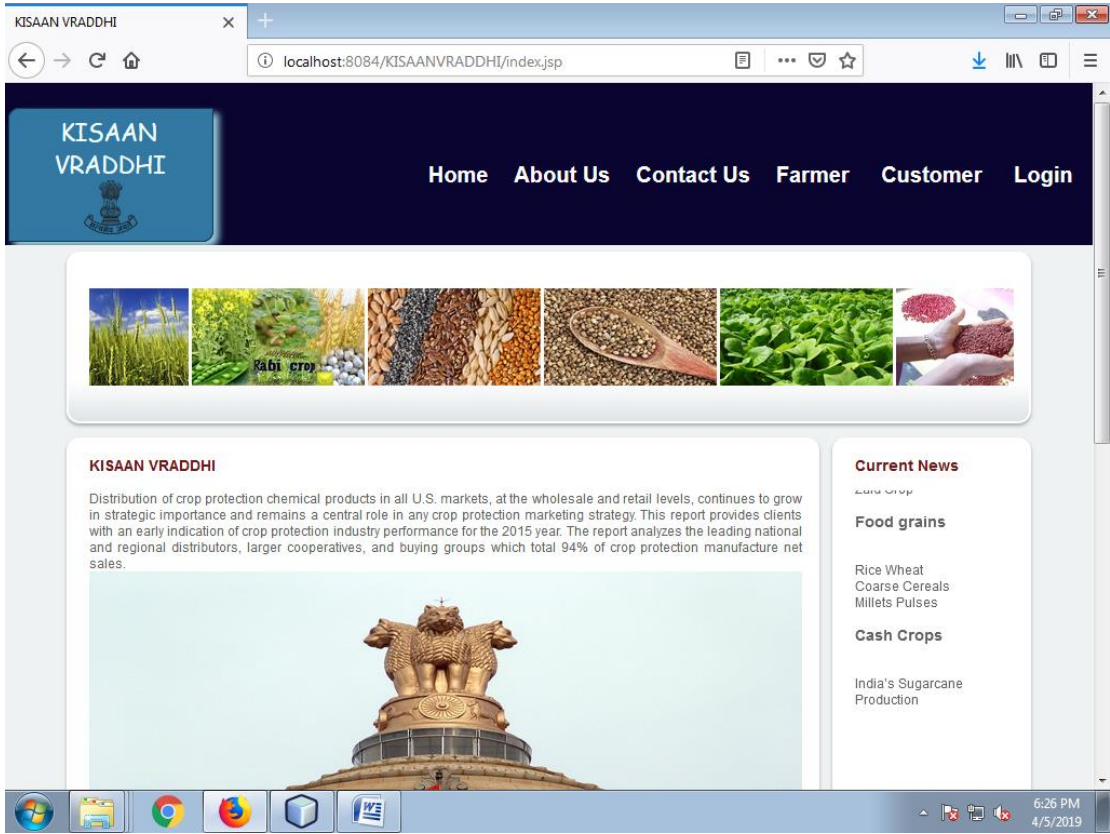 KISAAN VRADDHI
localhost:8084/KISAANVRADDHI/index.jsp
KISAAN
VRADDHI
Home About Us Contact Us Farmer Customer Login
Rabi crop
KISAAN VRADDHI
Distribution of crop protection chemical products in all U.S. markets, at the wholesale and retail levels, continues to grow
in strategic importance and remains a central role in any crop protection marketing strategy. This report provides clients
with an early indication of crop protection industry performance for the 2015 year. The report analyzes the leading national
and regional distributors, larger cooperatives, and buying groups which total 94% of crop protection manufacture net
sales.
Current News
Zaid Crop
Food grains
Rice Wheat
Coarse Cereals
Millets Pulses
Cash Crops
India's Sugarcane
Production
6:26 PM
4/5/2019